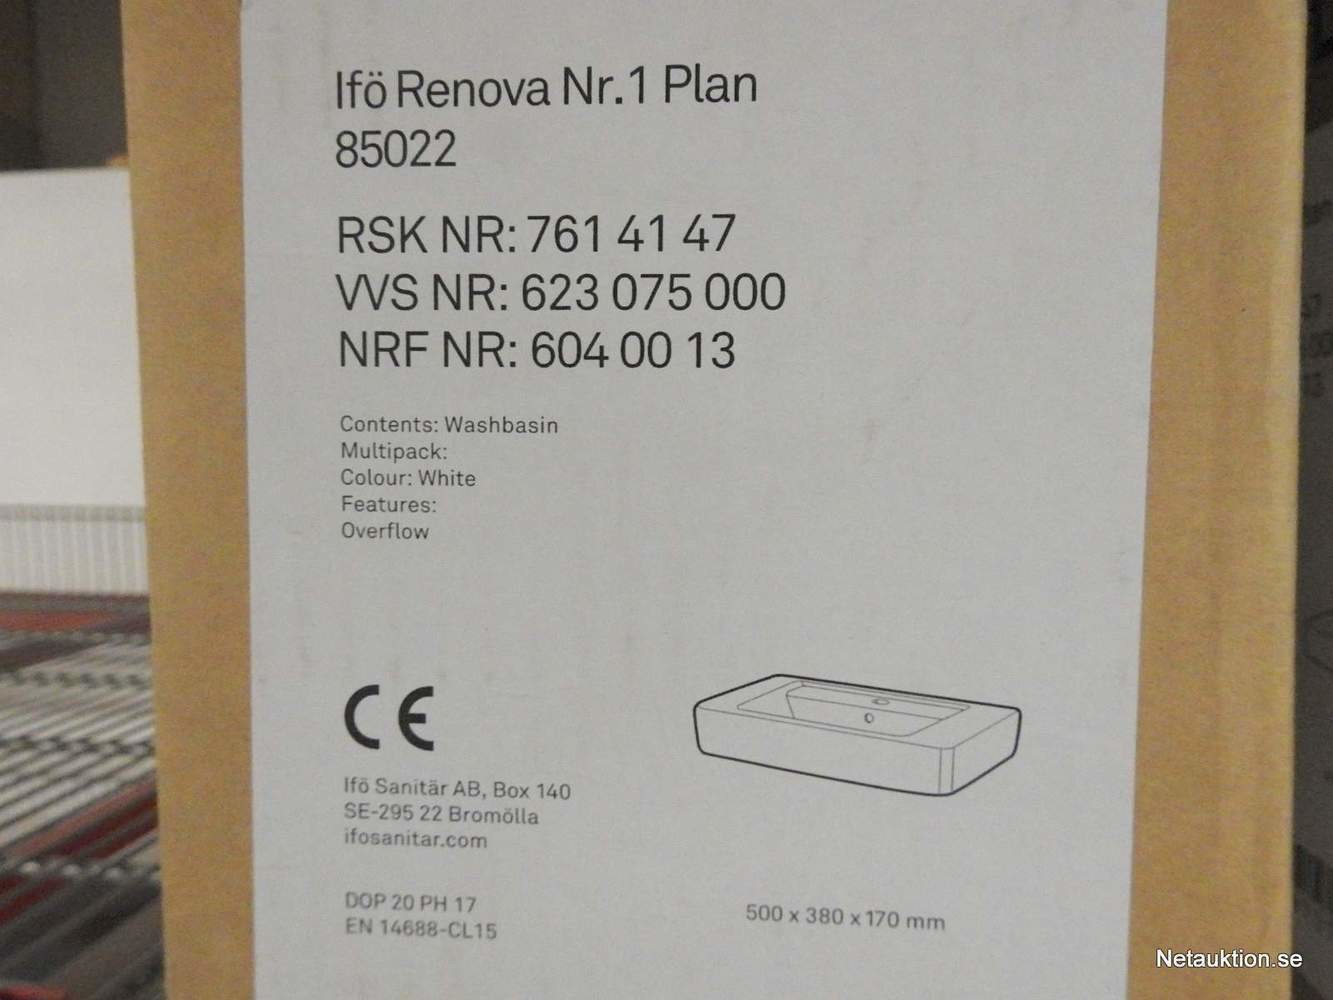 Ifö Renova Nr.1 Plan
85022
RSK NR: 761 41 47
VVS NR: 623 075 000
NRF NR: 604 00 13
Contents: Washbasin
Multipack:
Colour: White
Features:
Overflow
CE
Ifö Sanitär AB, Box 140
SE-295 22 Bromölla
ifosanitar.com
DOP 20 PH 17
EN 14688-CL15
500 x 380 x 170 mm
Netauktion.se